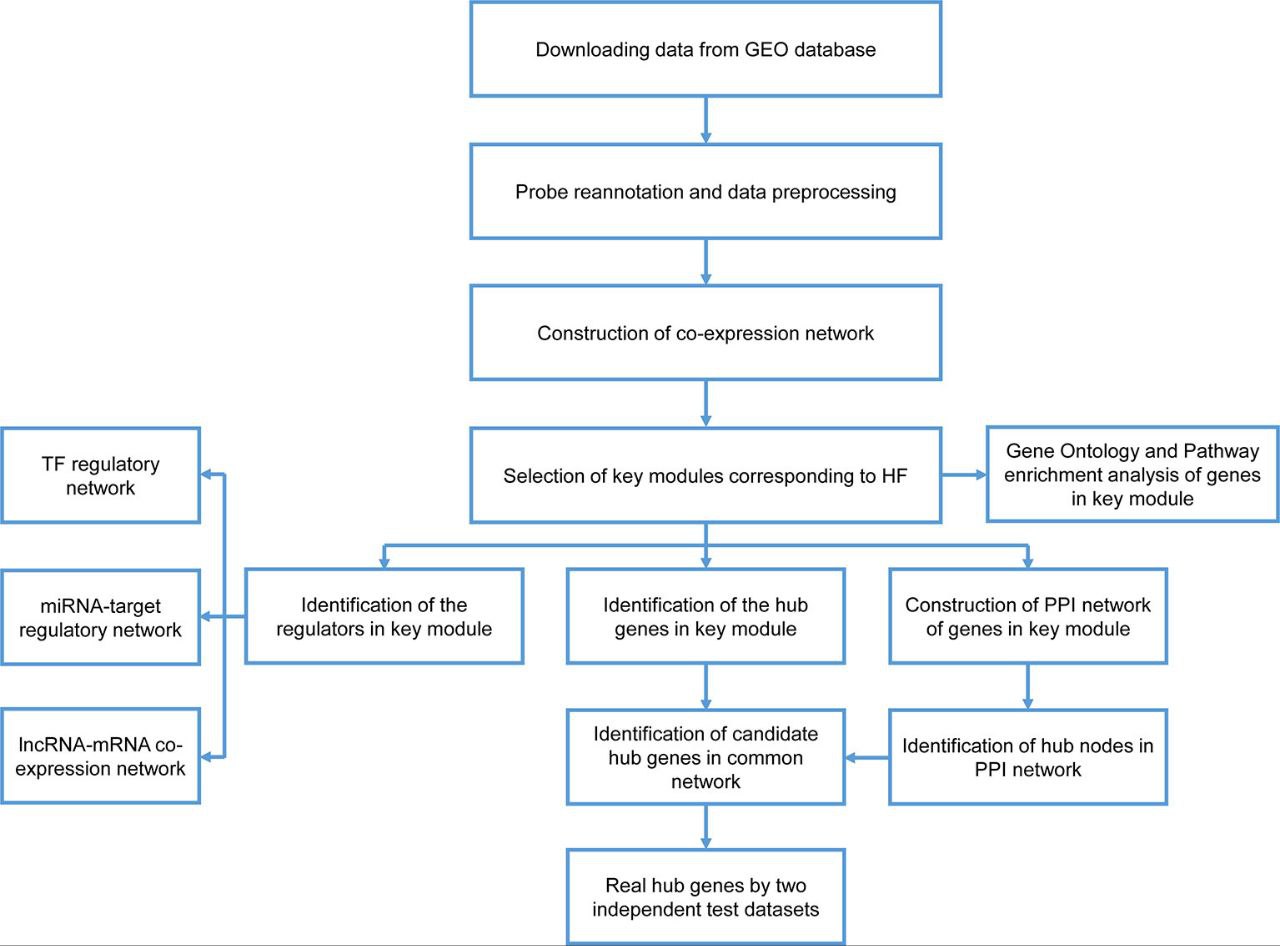 Downloading data from GEO database
Probe reannotation and data preprocessing
Construction of co-expression network
Selection of key modules corresponding to HF
Gene Ontology and Pathway
enrichment analysis of genes
in key module
TF regulatory
network
miRNA-target
regulatory network
lncRNA-mRNA co-
expression network
Identification of the
regulators in key module
Identification of the hub
genes in key module
Construction of PPI network
of genes in key module
Identification of candidate
hub genes in common
network
Identification of hub nodes in
PPI network
Real hub genes by two
independent test datasets